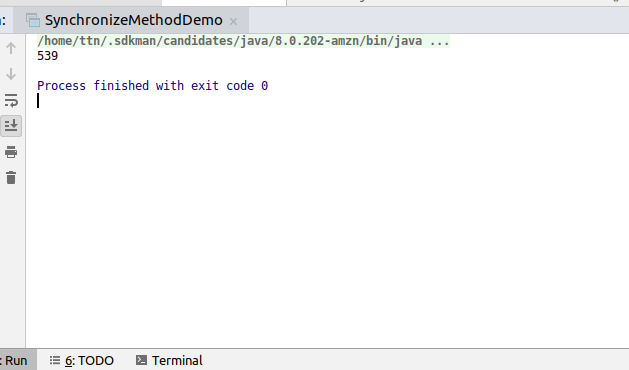 : SynchronizeMethodDemo ×
/home/ttn/.sdkman/candidates/java/8.0.202-amzn/bin/java ...
539
Process finished with exit code 0
: Run 6: TODO Terminal